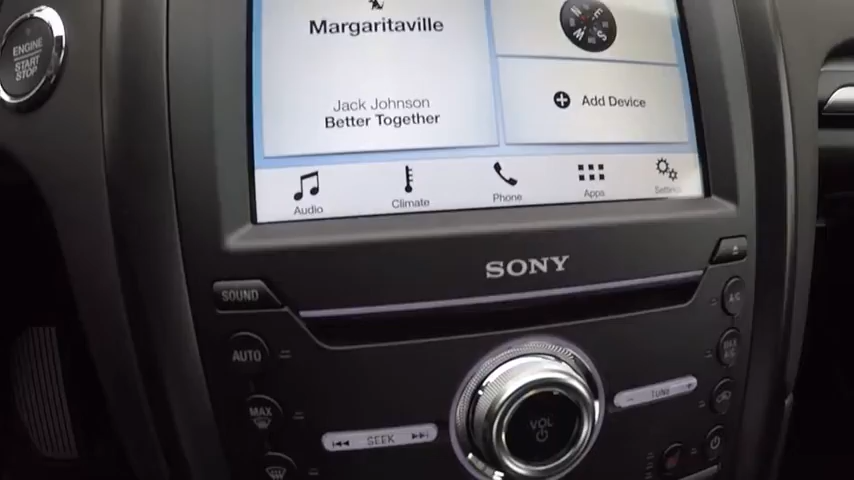 ENGINE
START
STOP
Margaritaville
N
E
W
S
Jack Johnson
Better Together
Add Device
Audio
Climate
Phone
Apps
Settings
SONY
SOUND
AUTO
A/C
MAX
A/C
MAX
VOL
SEEK
TUNE